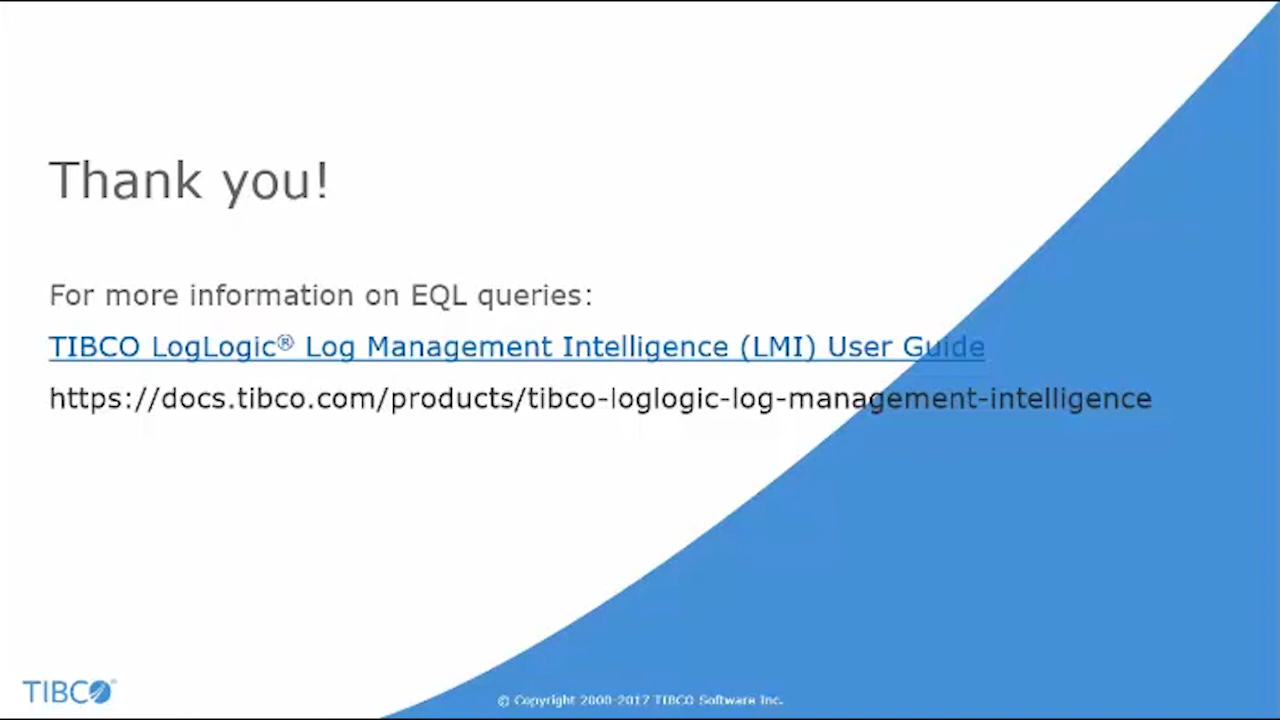 Thank you!
For more information on EQL queries:
TIBCO LogLogic® Log Management Intelligence (LMI) User Guide
https://docs.tibco.com/products/tibco-loglogic-log-management-intelligence
TIBCO®
© Copyright 2000-2017 TIBCO Software Inc.